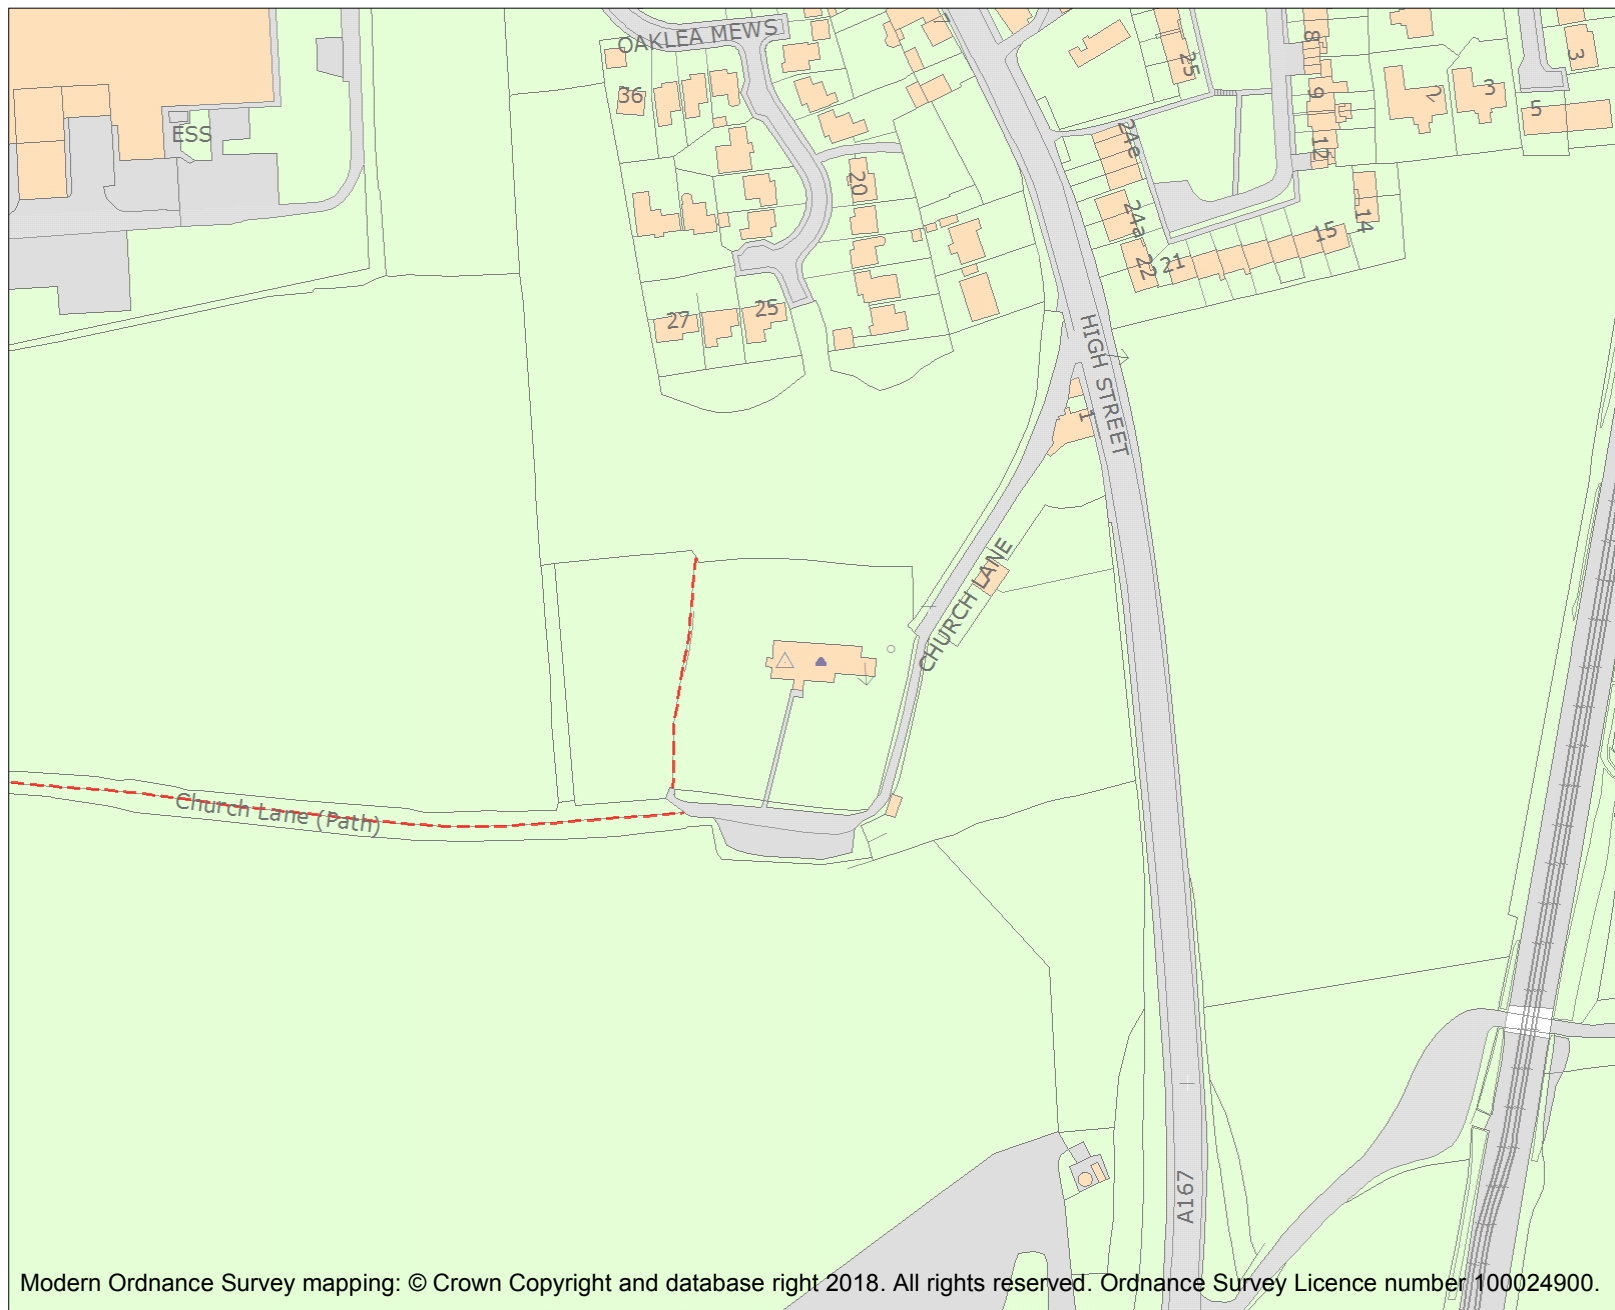 OAKLEA MEWS
8
25
3
36
9
2
3
5
ESS
24e
12
20
24a
14
15
22
21
25
27
HIGH STREET
1
CHURCH LANE
Church Lane (Path)
A167
Modern Ordnance Survey mapping: © Crown Copyright and database right 2018. All rights reserved. Ordnance Survey Licence number 100024900.